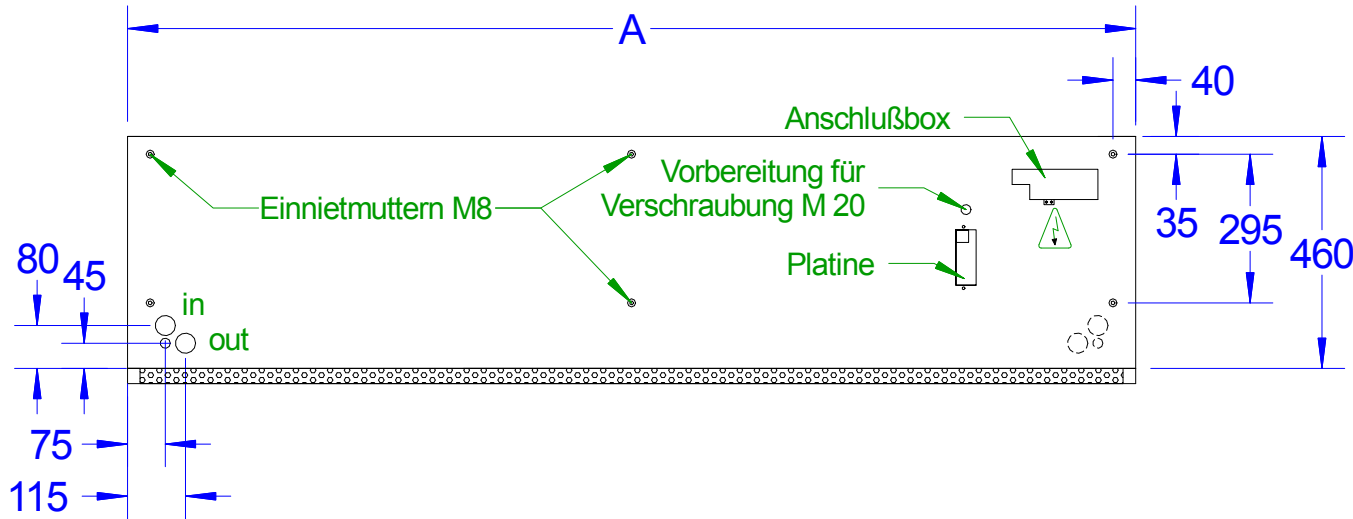 A
40
Anschlußbox
Vorbereitung für
Verschraubung M 20
Einnietmuttern M8
35
295
460
80
45
Platine
in
out
75
115